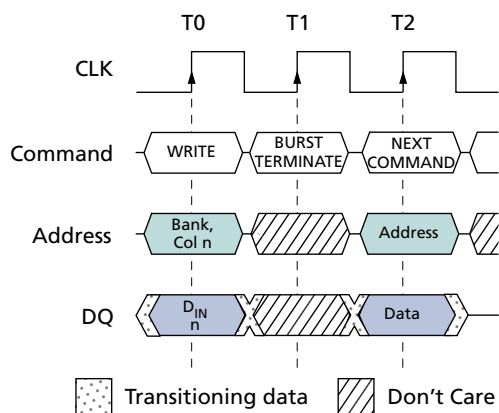 T0 T1 T2
CLK
Command WRITE BURST TERMINATE NEXT COMMAND
Address Bank, Col n Address
DQ D_IN n Data
Transitioning data Don't Care